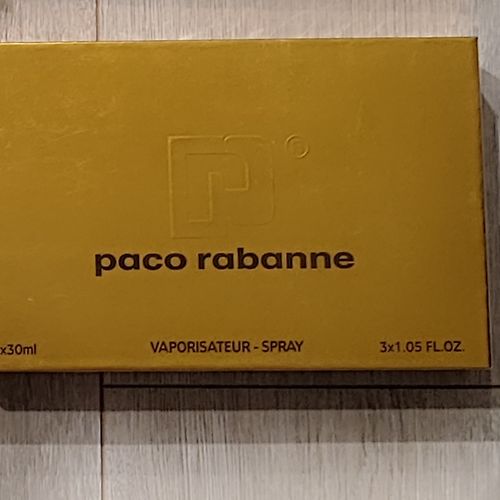 paco rabanne
x30ml VAPORISATEUR - SPRAY 3x1.05 FL.OZ.